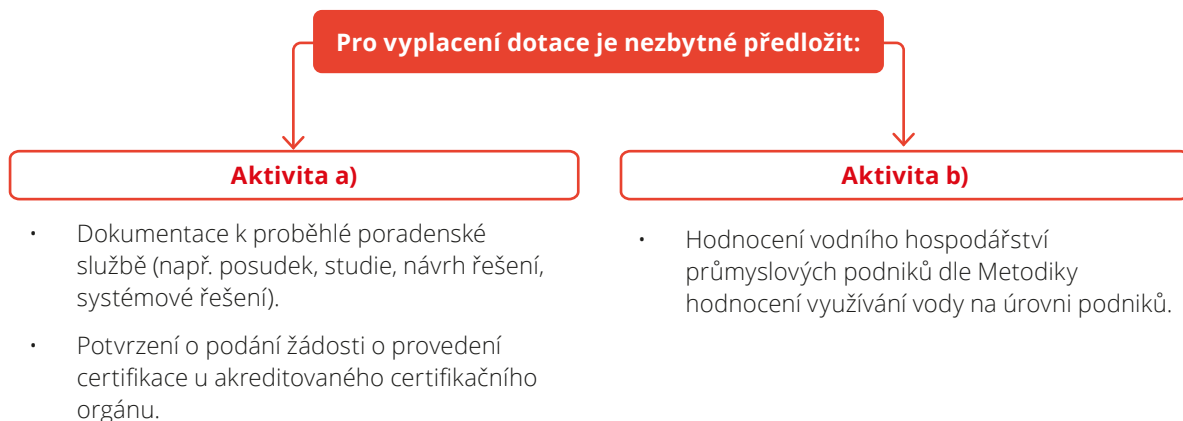 Pro vyplacení dotace je nezbytné předložit:
Aktivita a)
• Dokumentace k proběhlé poradenské
službě (např. posudek, studie, návrh řešení,
systémové řešení).
• Potvrzení o podání žádosti o provedení
certifikace u akreditovaného certifikačního
orgánu.
Aktivita b)
• Hodnocení vodního hospodářství
průmyslových podniků dle Metodiky
hodnocení využívání vody na úrovni podniků.